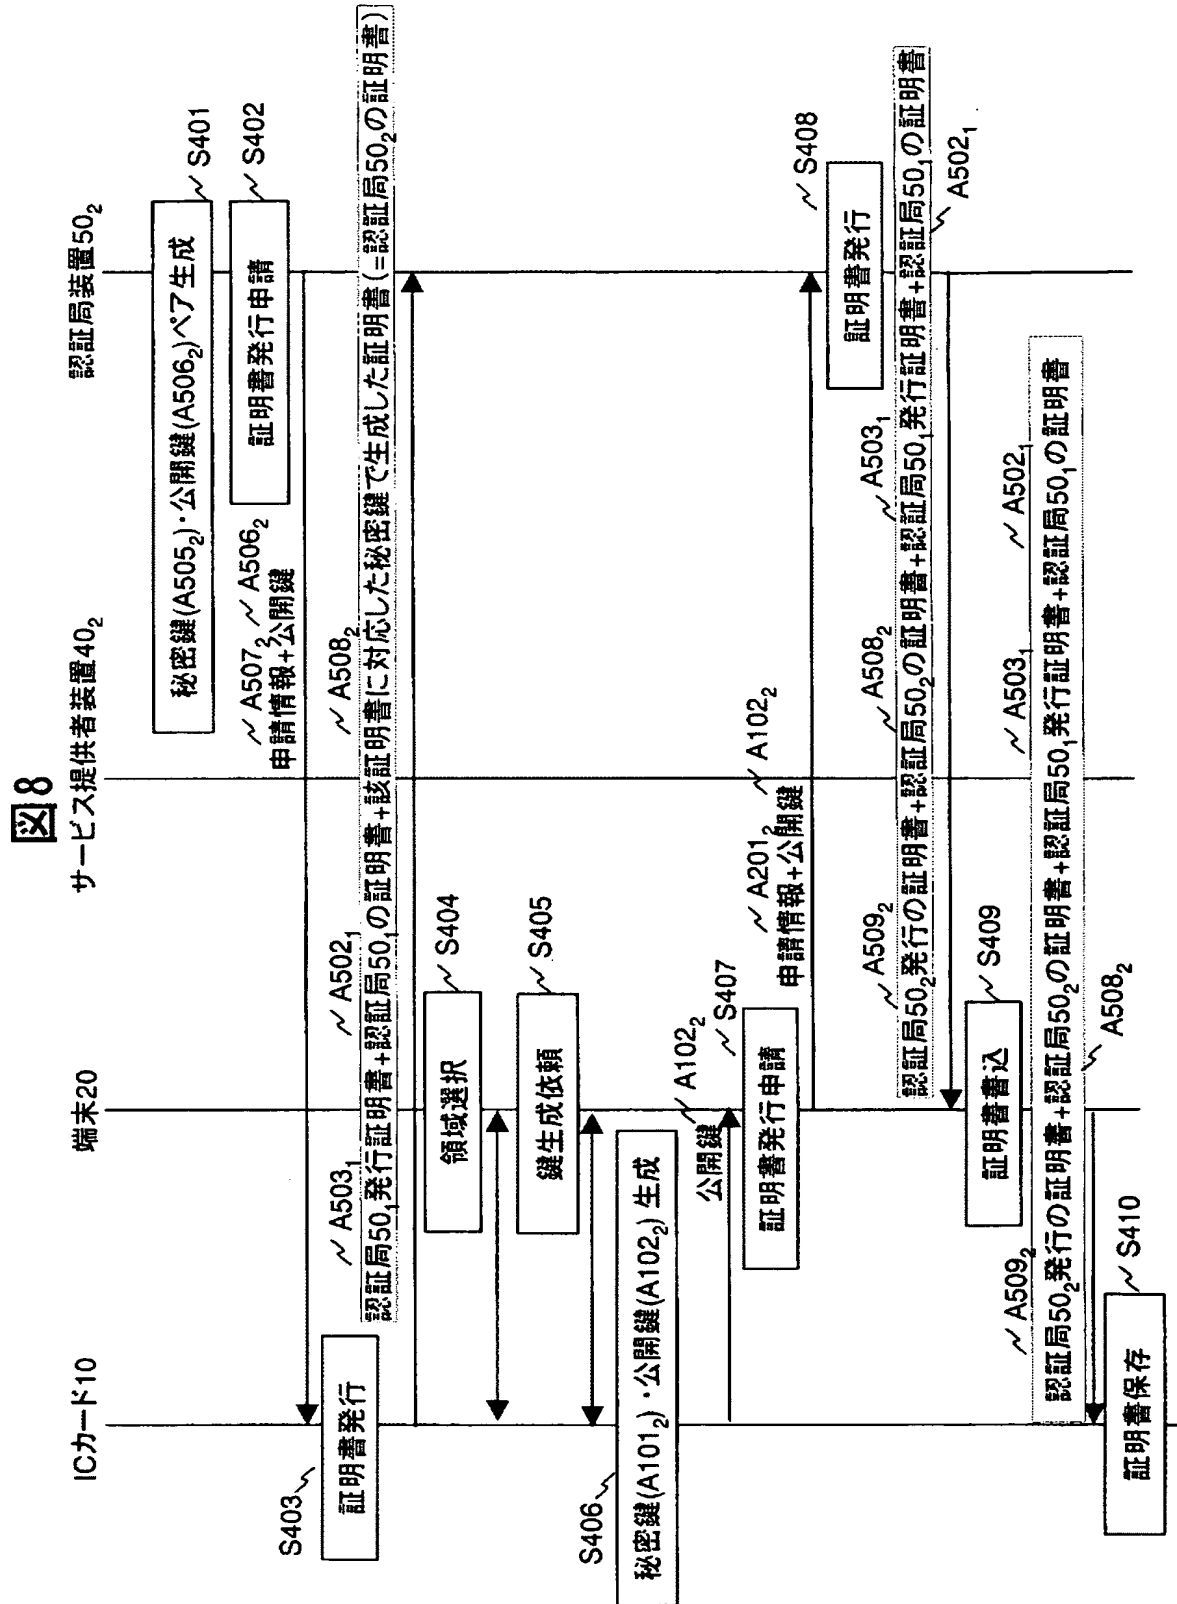 図8
ICカード10
端末20
サービス提供者装置40₂
認証局装置50₂
秘密鍵(A505₂)・公開鍵(A506₂)ペア生成
S401
証明書発行申請
S402
A507₂
A506₂
申請情報+公開鍵
S403
証明書発行
A503₁
A502₁
A508₂
認証局50₁発行証明書+認証局50₁の証明書+該証明書に対応した秘密鍵で生成した証明書(=認証局50₂の証明書)
領域選択
S404
鍵生成依頼
S405
S406
秘密鍵(A101₂)・公開鍵(A102₂) 生成
公開鍵
A102₂
証明書発行申請
S407
A201₂
A102₂
申請情報+公開鍵
証明書発行
S408
A509₂
A508₂
A503₁
認証局50₂発行の証明書+認証局50₂の証明書+認証局50₁発行証明書+認証局50₁の証明書
A502₁
証明書書込
S409
A509₂
A503₁
A502₁
認証局50₂発行の証明書+認証局50₂の証明書+認証局50₁発行証明書+認証局50₁の証明書
A508₂
証明書保存
S410